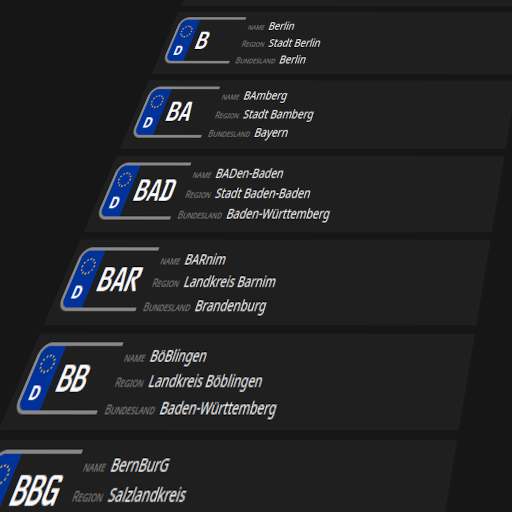 D B NAME Berlin
REGION Stadt Berlin
BUNDESLAND Berlin
D BA NAME BAmberg
REGION Stadt Bamberg
BUNDESLAND Bayern
D BAD NAME BADen-Baden
REGION Stadt Baden-Baden
BUNDESLAND Baden-Württemberg
D BAR NAME BARnim
REGION Landkreis Barnim
BUNDESLAND Brandenburg
D BB NAME BöBlingen
REGION Landkreis Böblingen
BUNDESLAND Baden-Württemberg
BBG NAME BernBurG
REGION Salzlandkreis